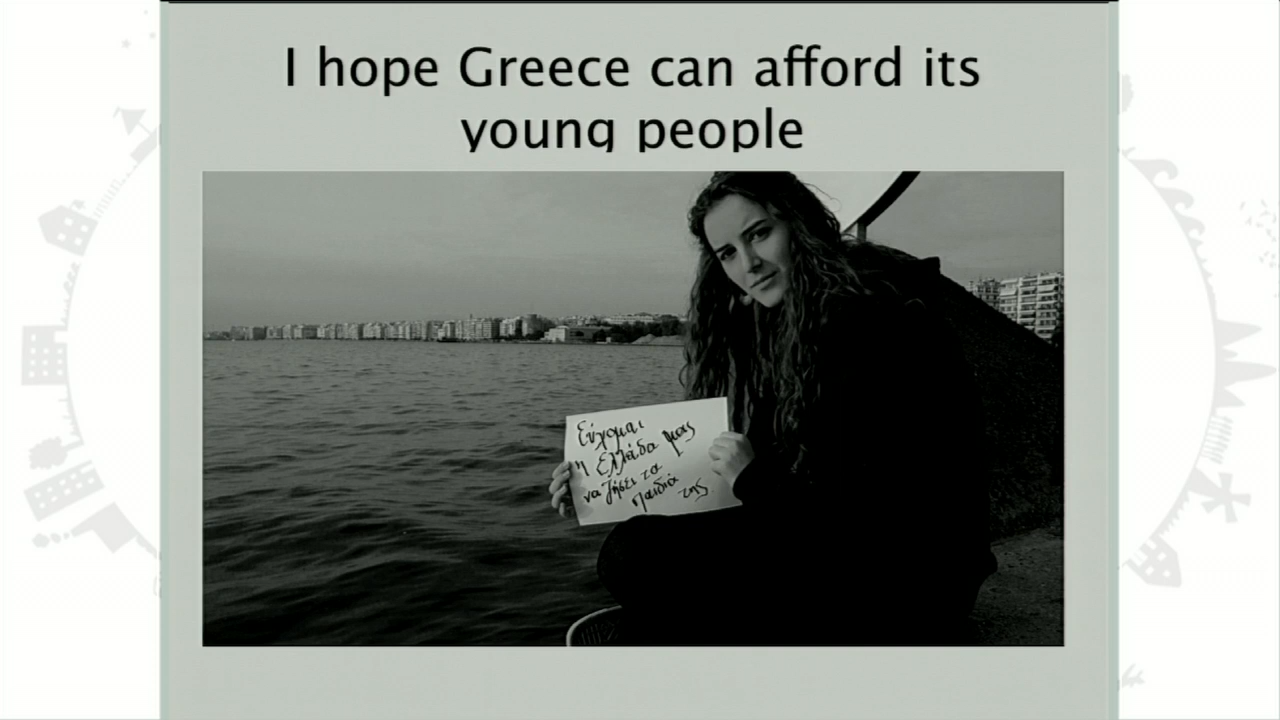 I hope Greece can afford its
young people
Εύχομαι
η Ελλάδα μας
να ζήσει τα
παιδιά της